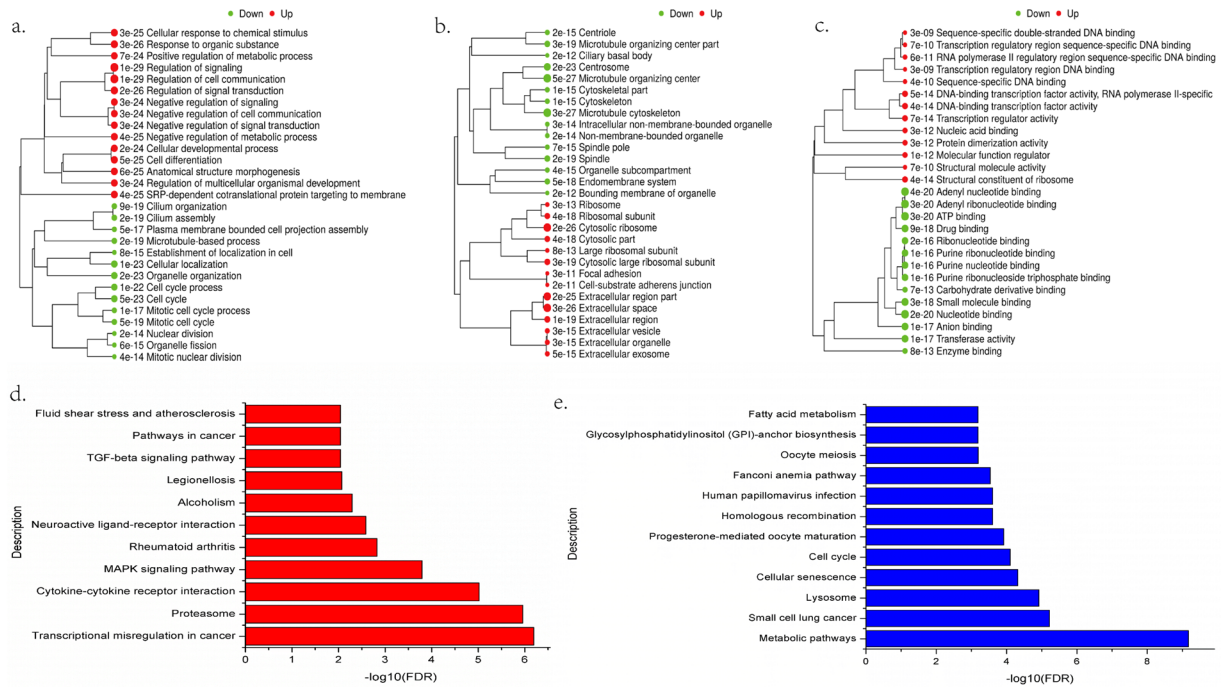 a.
Down Up
3e-25 Cellular response to chemical stimulus
3e-26 Response to organic substance
7e-24 Positive regulation of metabolic process
1e-29 Regulation of signaling
1e-29 Regulation of cell communication
2e-26 Regulation of signal transduction
3e-24 Negative regulation of signaling
3e-24 Negative regulation of cell communication
3e-24 Negative regulation of signal transduction
4e-25 Negative regulation of metabolic process
2e-24 Cellular developmental process
5e-25 Cell differentiation
6e-25 Anatomical structure morphogenesis
3e-24 Regulation of multicellular organismal development
4e-25 SRP-dependent cotranslational protein targeting to membrane
9e-19 Cilium organization
2e-19 Cilium assembly
5e-17 Plasma membrane bounded cell projection assembly
2e-19 Microtubule-based process
8e-15 Establishment of localization in cell
1e-23 Cellular localization
2e-23 Organelle organization
1e-22 Cell cycle process
5e-23 Cell cycle
1e-17 Mitotic cell cycle process
5e-19 Mitotic cell cycle
2e-14 Nuclear division
6e-15 Organelle fission
4e-14 Mitotic nuclear division
b.
Down Up
2e-15 Centriole
3e-19 Microtubule organizing center part
2e-12 Ciliary basal body
2e-23 Centrosome
5e-27 Microtubule organizing center
1e-15 Cytoskeletal part
1e-15 Cytoskeleton
3e-27 Microtubule cytoskeleton
3e-14 Intracellular non-membrane-bounded organelle
2e-14 Non-membrane-bounded organelle
7e-15 Spindle pole
2e-19 Spindle
4e-15 Organelle subcompartment
5e-18 Endomembrane system
2e-12 Bounding membrane of organelle
3e-13 Ribosome
4e-18 Ribosomal subunit
2e-26 Cytosolic ribosome
4e-18 Cytosolic part
8e-13 Large ribosomal subunit
3e-19 Cytosolic large ribosomal subunit
3e-11 Focal adhesion
2e-11 Cell-substrate adherens junction
2e-25 Extracellular region part
3e-26 Extracellular space
1e-19 Extracellular region
3e-15 Extracellular vesicle
3e-15 Extracellular organelle
5e-15 Extracellular exosome
c.
Down Up
3e-09 Sequence-specific double-stranded DNA binding
7e-10 Transcription regulatory region sequence-specific DNA binding
6e-11 RNA polymerase II regulatory region sequence-specific DNA binding
3e-09 Transcription regulatory region DNA binding
4e-10 Sequence-specific DNA binding
5e-14 DNA-binding transcription factor activity, RNA polymerase II-specific
4e-14 DNA-binding transcription factor activity
7e-14 Transcription regulator activity
3e-12 Nucleic acid binding
3e-12 Protein dimerization activity
1e-12 Molecular function regulator
7e-10 Structural molecule activity
4e-14 Structural constituent of ribosome
4e-20 Adenyl nucleotide binding
3e-20 Adenyl ribonucleotide binding
3e-20 ATP binding
9e-18 Drug binding
2e-16 Ribonucleotide binding
1e-16 Purine ribonucleotide binding
1e-16 Purine nucleotide binding
1e-16 Purine ribonucleoside triphosphate binding
7e-13 Carbohydrate derivative binding
3e-18 Small molecule binding
2e-20 Nucleotide binding
1e-17 Anion binding
1e-17 Transferase activity
8e-13 Enzyme binding
d.
Description
Fluid shear stress and atherosclerosis
Pathways in cancer
TGF-beta signaling pathway
Legionellosis
Alcoholism
Neuroactive ligand-receptor interaction
Rheumatoid arthritis
MAPK signaling pathway
Cytokine-cytokine receptor interaction
Proteasome
Transcriptional misregulation in cancer
0 1 2 3 4 5 6
-log10(FDR)
e.
Description
Fatty acid metabolism
Glycosylphosphatidylinositol (GPI)-anchor biosynthesis
Oocyte meiosis
Fanconi anemia pathway
Human papillomavirus infection
Homologous recombination
Progesterone-mediated oocyte maturation
Cell cycle
Cellular senescence
Lysosome
Small cell lung cancer
Metabolic pathways
0 2 4 6 8
-log10(FDR)